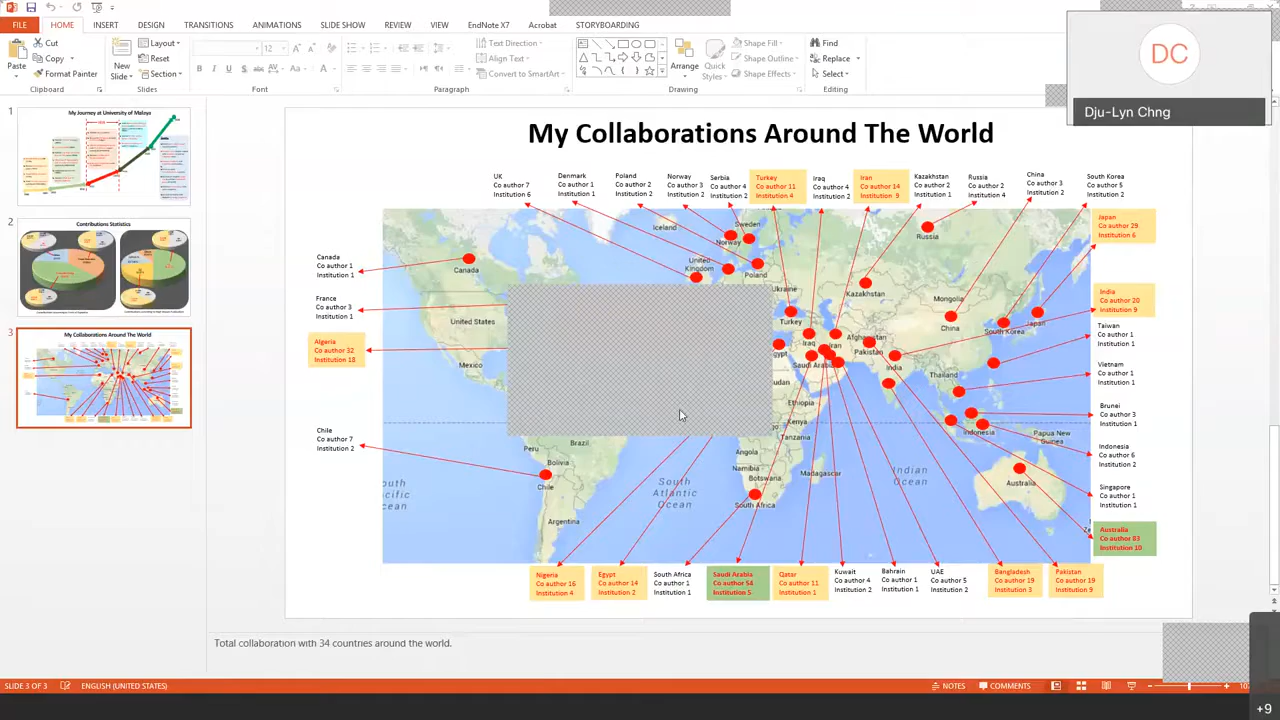 FILE HOME INSERT DESIGN TRANSITIONS ANIMATIONS SLIDE SHOW REVIEW VIEW EndNote X7 Acrobat STORYBOARDING
Paste
Cut
Copy
Format Painter
Clipboard
New
Slide
Layout
Reset
Section
Slides
12
Font
Paragraph
Text Direction
Align Text
Convert to SmartArt
Arrange
Quick
Styles
Shape Fill
Shape Outline
Shape Effects
Drawing
Find
Replace
Select
Editing
DC
Dju-Lyn Chng
1
My Journey at University of Malaya
2
Contributions Statistics
3
My Collaborations Around The World
My Collaborations Around The World
UK
Co author 7
Institution 6
Denmark
Co author 1
Institution 1
Poland
Co author 2
Institution 2
Norway
Co author 3
Institution 2
Serbia
Co author 4
Institution 2
Turkey
Co author 11
Institution 4
Iraq
Co author 4
Institution 2
Iran
Co author 14
Institution 9
Kazakhstan
Co author 2
Institution 1
Russia
Co author 2
Institution 4
China
Co author 3
Institution 2
South Korea
Co author 5
Institution 2
Japan
Co author 29
Institution 6
India
Co author 20
Institution 9
Taiwan
Co author 1
Institution 1
Vietnam
Co author 1
Institution 1
Brunei
Co author 3
Institution 1
Indonesia
Co author 6
Institution 2
Singapore
Co author 1
Institution 1
Australia
Co author 83
Institution 10
Canada
Co author 1
Institution 1
France
Co author 3
Institution 1
Algeria
Co author 32
Institution 18
Chile
Co author 7
Institution 2
Iceland
Sweden
Norway
Russia
Canada
United
Kingdom
Poland
Ukraine
Kazakhstan
Mongolia
United States
Turkey
China
South Korea
Japan
Iraq
Iran
Afghanistan
Pakistan
Mexico
Saudi Arabia
India
Thailand
Ethiopia
Kenya
Indonesia
Papua New
Guinea
Tanzania
Brazil
Peru
Angola
Bolivia
Namibia
Madagascar
Indian
Ocean
Botswana
Australia
Chile
South
Atlantic
Ocean
South Africa
Argentina
Nigeria
Co author 16
Institution 4
Egypt
Co author 14
Institution 2
South Africa
Co author 1
Institution 1
Saudi Arabia
Co author 54
Institution 5
Qatar
Co author 11
Institution 1
Kuwait
Co author 4
Institution 2
Bahrain
Co author 1
Institution 1
UAE
Co author 5
Institution 2
Bangladesh
Co author 19
Institution 3
Pakistan
Co author 19
Institution 9
Total collaboration with 34 countries around the world.
SLIDE 3 OF 3 ENGLISH (UNITED STATES) NOTES COMMENTS
+9